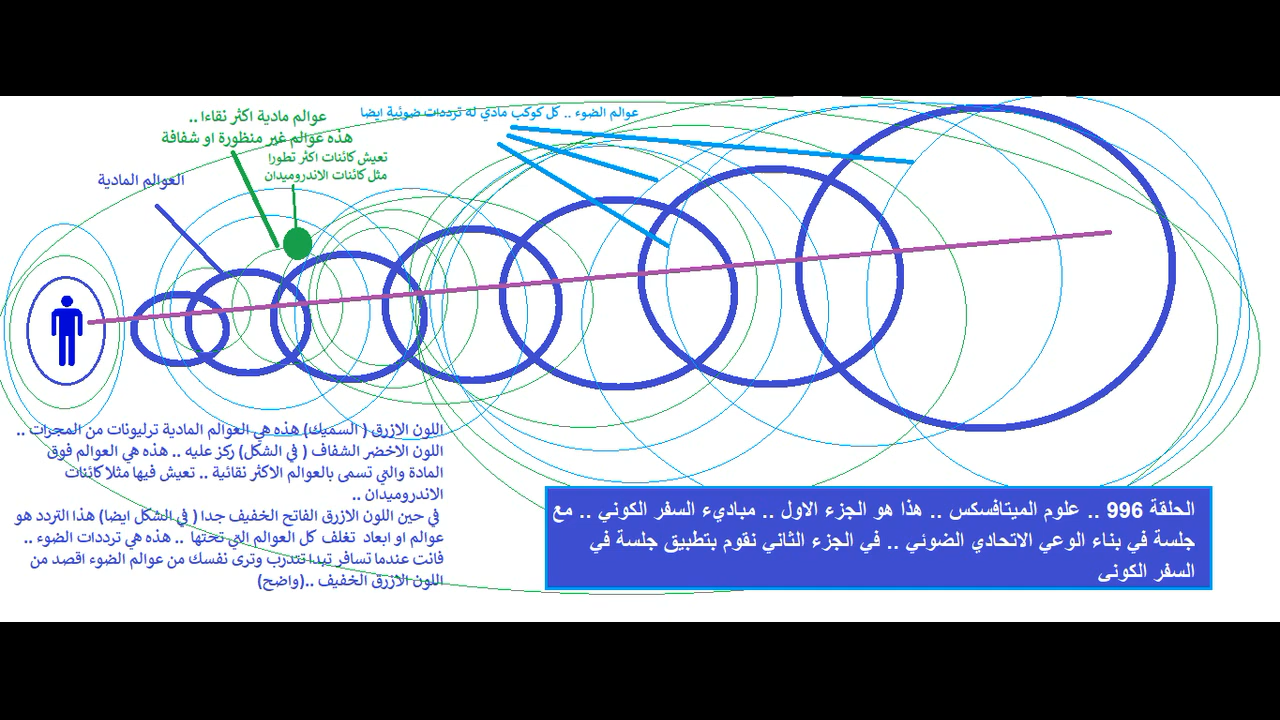 عوالم مادية اكثر نقاءا ..
هذه عوالم غير منظورة او شفافة
تعيش كائنات اكثر تطورا
مثل كائنات الاندروميدان
عوالم الضوء .. كل كوكب مادي له ترددات ضوئية ايضا
العوالم المادية
اللون الازرق ( السميك) هذه هي العوالم المادية ترليونات من المجرات ..
اللون الاخضر الشفاف ( في الشكل) ركز عليه .. هذه هي العوالم فوق
المادة والتي تسمى بالعوالم الاكثر نقائية .. تعيش فيها مثلا كائنات
الاندروميدان ..
في حين اللون الازرق الفاتح الخفيف جدا ( في الشكل ايضا) هذا التردد هو
عوالم او ابعاد تغلف كل العوالم التي تحتها .. هذه هي ترددات الضوء ..
فانت عندما تسافر تبدا تتدرب وترى نفسك من عوالم الضوء اقصد من
اللون الازرق الخفيف ..(واضح)
الحلقة 996 .. علوم الميتافسكس .. هذا هو الجزء الاول .. مباديء السفر الكوني .. مع
جلسة في بناء الوعي الاتحادي الضوئي .. في الجزء الثاني نقوم بتطبيق جلسة في
السفر الكوني